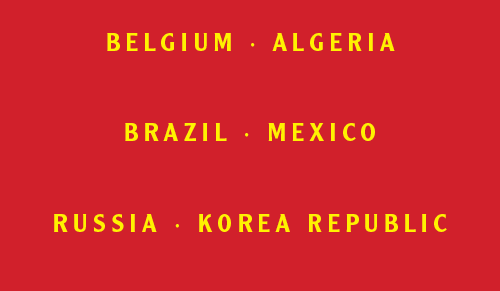 BELGIUM · ALGERIA
BRAZIL · MEXICO
RUSSIA · KOREA REPUBLIC